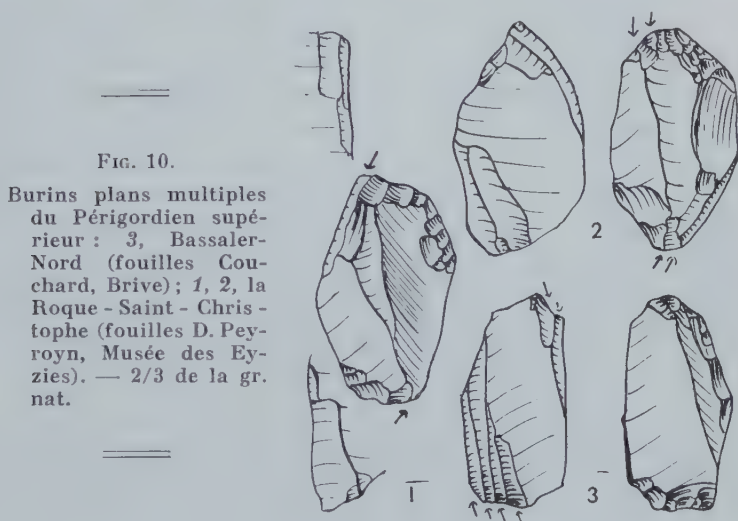 FIG. 10.
Burins plans multiples
du Périgordien supé-
rieur : 3, Bassaler-
Nord (fouilles Cou-
chard, Brive) ; 1, 2, la
Roque - Saint - Chris -
tophe (fouilles D. Pey-
royn, Musée des Ey-
zies). — 2/3 de la gr.
nat.
2
1
3